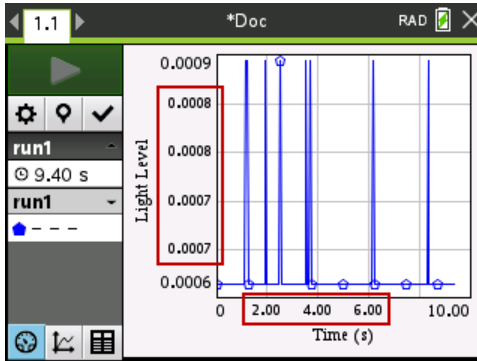 1.1
*Doc
RAD
run1
9.40 s
run1
0.0009
0.0008
0.0008
0.0007
0.0007
0.0006
Light Level
0 2.00 4.00 6.00 10.00
Time (s)